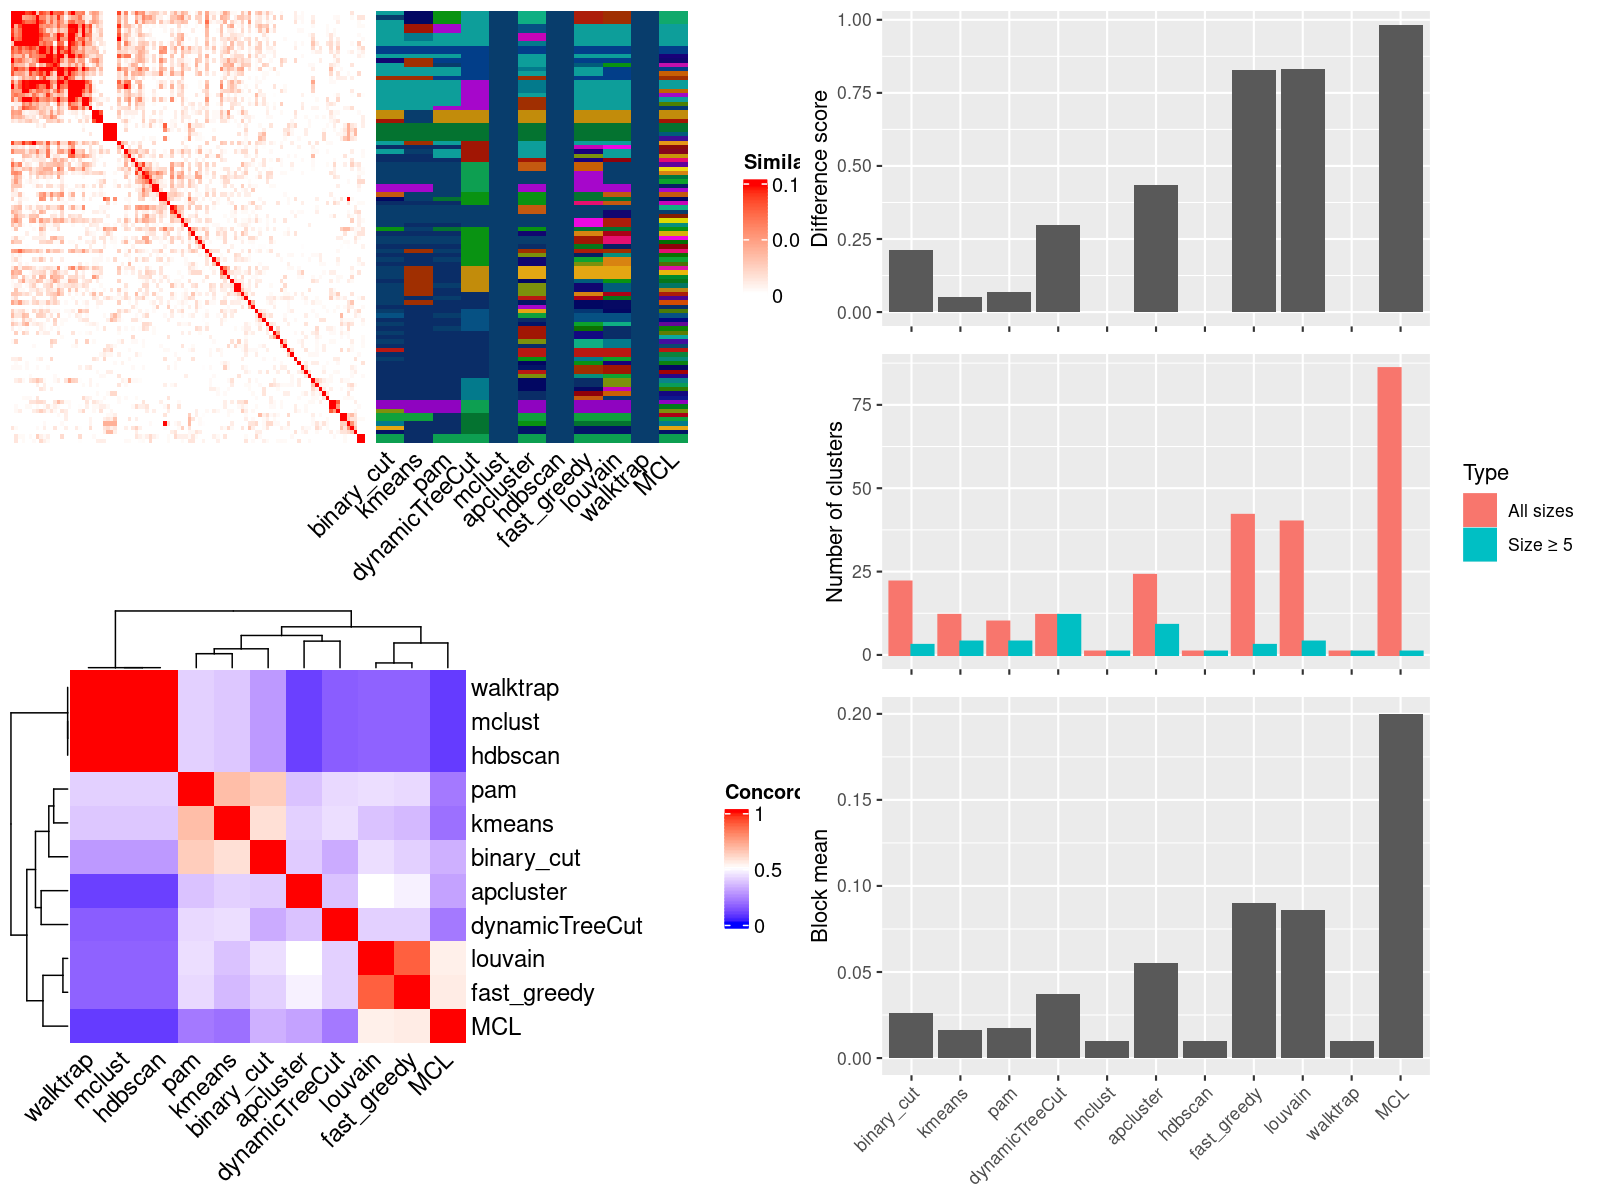 Simila
0.1
0.0
0
binary_cut
kmeans
pam
dynamicTreeCut
mclust
apcluster
hdbscan
fast_greedy
louvain
walktrap
MCL
walktrap
mclust
hdbscan
pam
kmeans
binary_cut
apcluster
dynamicTreeCut
louvain
fast_greedy
MCL
walktrap
mclust
hdbscan
pam
kmeans
binary_cut
apcluster
dynamicTreeCut
louvain
fast_greedy
MCL
Concord
1
0.5
0
Difference score
1.00
0.75
0.50
0.25
0.00
Number of clusters
75
50
25
0
Type
All sizes
Size ≥ 5
Block mean
0.20
0.15
0.10
0.05
0.00
binary_cut
kmeans
pam
dynamicTreeCut
mclust
apcluster
hdbscan
fast_greedy
louvain
walktrap
MCL